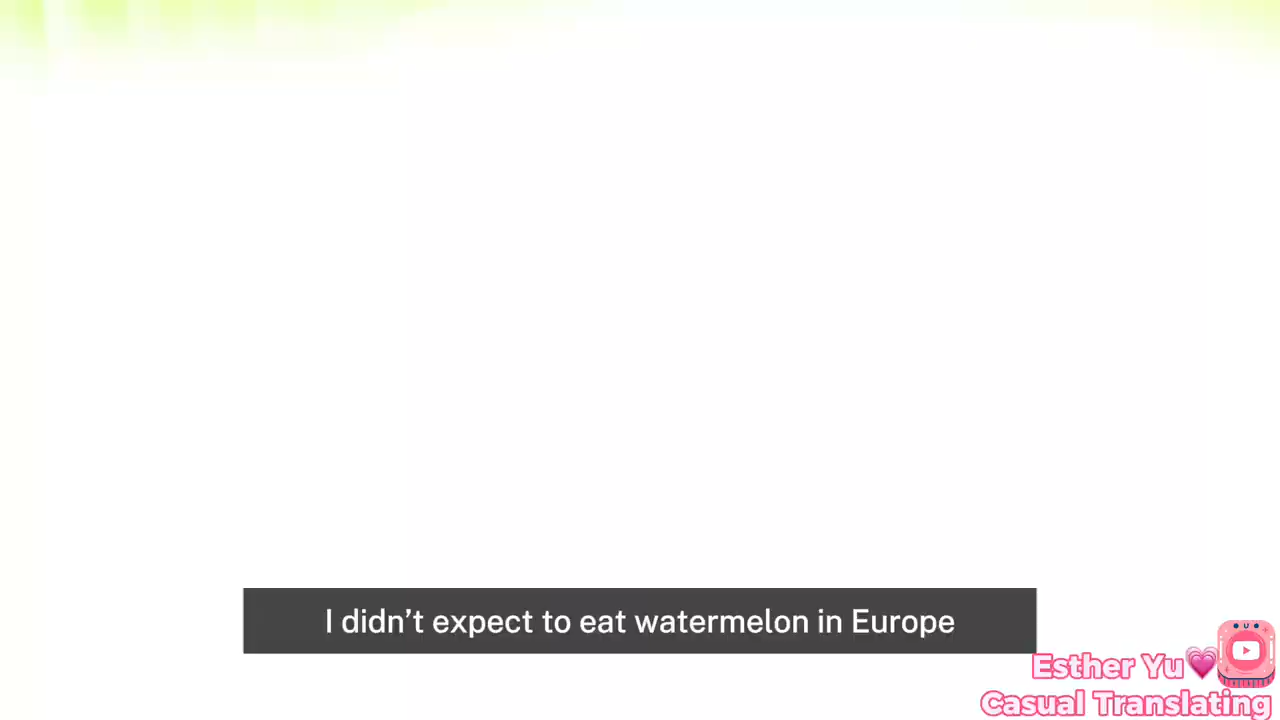 I didn't expect to eat watermelon in Europe
Esther Yu💗
Casual Translating